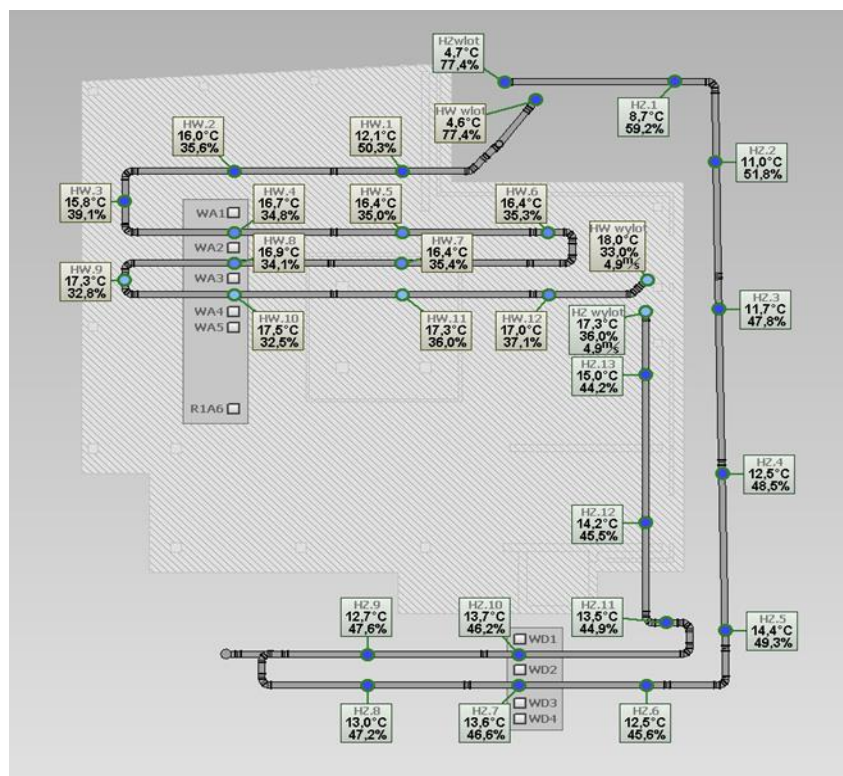 HZwlot
4,7°C
77,4%
HZ.1
8,7°C
59,2%
HW wlot
4,6°C
77,4%
HW.2
16,0°C
35,6%
HW.1
12,1°C
50,3%
HZ.2
11,0°C
51,8%
HW.3
15,8°C
39,1%
WA1
HW.4
16,7°C
34,8%
HW.5
16,4°C
35,0%
HW.6
16,4°C
35,3%
WA2
HW.8
16,9°C
34,1%
HW.7
16,4°C
35,4%
HW wylot
18,0°C
33,0%
4,9m/s
HW.9
17,3°C
32,8%
WA3
WA4
WA5
HW.10
17,5°C
32,5%
HW.11
17,3°C
36,0%
HW.12
17,0°C
37,1%
HZ wylot
17,3°C
36,0%
4,9m/s
HZ.3
11,7°C
47,8%
HZ.13
15,0°C
44,2%
R1A6
HZ.4
12,5°C
48,5%
HZ.12
14,2°C
45,5%
HZ.9
12,7°C
47,6%
HZ.10
13,7°C
46,2%
HZ.11
13,5°C
44,9%
HZ.5
14,4°C
49,3%
WD1
WD2
WD3
WD4
HZ.8
13,0°C
47,2%
HZ.7
13,6°C
46,6%
HZ.6
12,5°C
45,6%